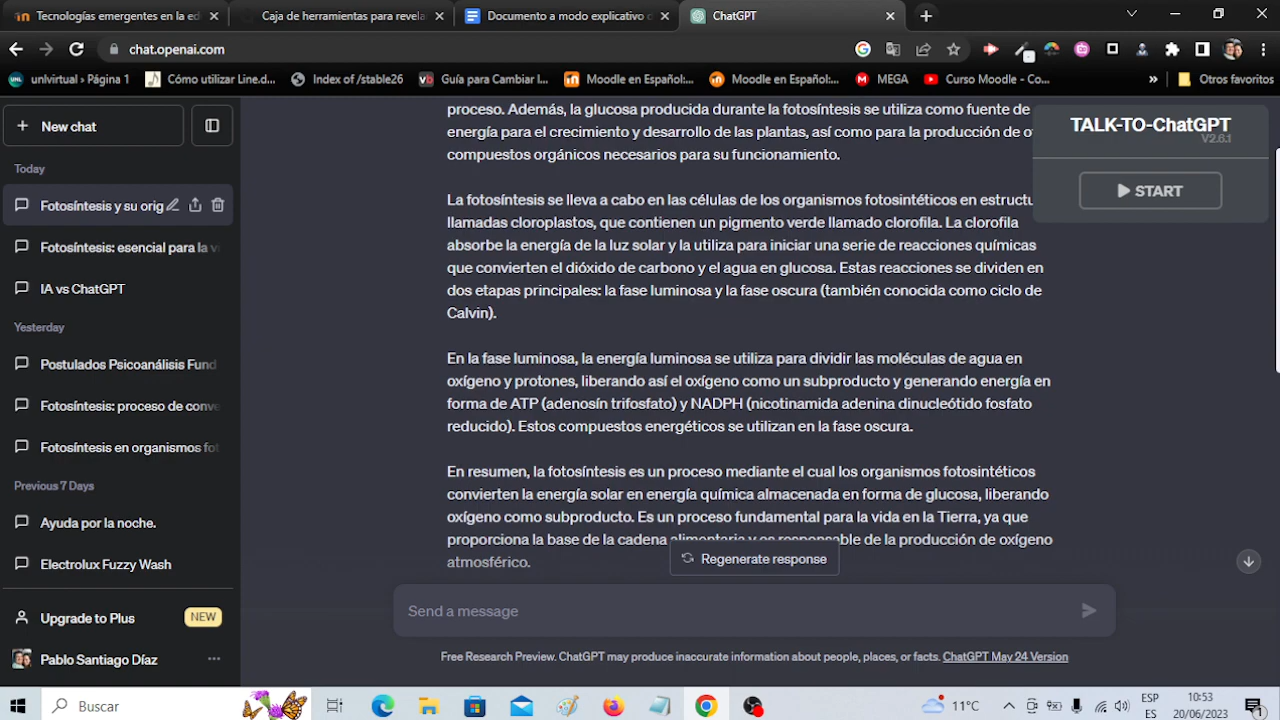 Tecnologías emergentes en la ed
Caja de herramientas para revela
Documento a modo explicativo
ChatGPT
chat.openai.com
unlvirtual › Página 1
Cómo utilizar Line.d...
Index of /stable26
Guía para Cambiar l...
Moodle en Español:...
Moodle en Español:...
MEGA
Curso Moodle - Co...
»
Otros favoritos
+ New chat
Today
Fotosíntesis y su orig
Fotosíntesis: esencial para la v
IA vs ChatGPT
Yesterday
Postulados Psicoanálisis Fund
Fotosíntesis: proceso de conve
Fotosíntesis en organismos fot
Previous 7 Days
Ayuda por la noche.
Electrolux Fuzzy Wash
Upgrade to Plus NEW
Pablo Santiago Díaz ...
proceso. Además, la glucosa producida durante la fotosíntesis se utiliza como fuente de
energía para el crecimiento y desarrollo de las plantas, así como para la producción de
compuestos orgánicos necesarios para su funcionamiento.
La fotosíntesis se lleva a cabo en las células de los organismos fotosintéticos en estructu
llamadas cloroplastos, que contienen un pigmento verde llamado clorofila. La clorofila
absorbe la energía de la luz solar y la utiliza para iniciar una serie de reacciones químicas
que convierten el dióxido de carbono y el agua en glucosa. Estas reacciones se dividen en
dos etapas principales: la fase luminosa y la fase oscura (también conocida como ciclo de
Calvin).
En la fase luminosa, la energía luminosa se utiliza para dividir las moléculas de agua en
oxígeno y protones, liberando así el oxígeno como un subproducto y generando energía en
forma de ATP (adenosín trifosfato) y NADPH (nicotinamida adenina dinucleótido fosfato
reducido). Estos compuestos energéticos se utilizan en la fase oscura.
En resumen, la fotosíntesis es un proceso mediante el cual los organismos fotosintéticos
convierten la energía solar en energía química almacenada en forma de glucosa, liberando
oxígeno como subproducto. Es un proceso fundamental para la vida en la Tierra, ya que
proporciona la base de la cadena alimentaria y es responsable de la producción de oxígeno
atmosférico.
TALK-TO-ChatGPT
V2.6.1
START
Regenerate response
Send a message
Free Research Preview. ChatGPT may produce inaccurate information about people, places, or facts. ChatGPT May 24 Version
Buscar
11°C
ESP
ES
10:53
20/06/2023
1